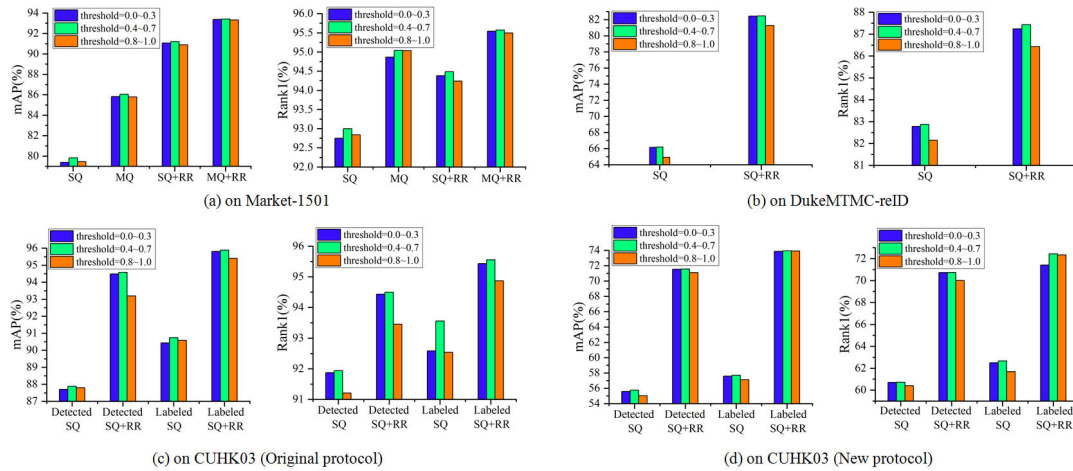 threshold=0.0~0.3
threshold=0.4~0.7
threshold=0.8~1.0
mAP(%)
94
92
90
88
86
84
82
80
SQ
MQ
SQ+RR
MQ+RR
threshold=0.0~0.3
threshold=0.4~0.7
threshold=0.8~1.0
Rank1(%)
96.0
95.5
95.0
94.5
94.0
93.5
93.0
92.5
92.0
SQ
MQ
SQ+RR
MQ+RR
(a) on Market-1501
threshold=0.0~0.3
threshold=0.4~0.7
threshold=0.8~1.0
mAP(%)
82
80
78
76
74
72
70
68
66
64
SQ
SQ+RR
threshold=0.0~0.3
threshold=0.4~0.7
threshold=0.8~1.0
Rank1(%)
88
87
86
85
84
83
82
81
SQ
SQ+RR
(b) on DukeMTMC-reID
threshold=0.0~0.3
threshold=0.4~0.7
threshold=0.8~1.0
mAP(%)
96
95
94
93
92
91
90
89
88
87
Detected Detected Labeled Labeled
SQ SQ+RR SQ SQ+RR
threshold=0.0~0.3
threshold=0.4~0.7
threshold=0.8~1.0
Rank1(%)
96
95
94
93
92
91
Detected Detected Labeled Labeled
SQ SQ+RR SQ SQ+RR
(c) on CUHK03 (Original protocol)
threshold=0.0~0.3
threshold=0.4~0.7
threshold=0.8~1.0
mAP(%)
74
72
70
68
66
64
62
60
58
56
54
Detected Detected Labeled Labeled
SQ SQ+RR SQ SQ+RR
threshold=0.0~0.3
threshold=0.4~0.7
threshold=0.8~1.0
Rank1(%)
72
70
68
66
64
62
60
Detected Detected Labeled Labeled
SQ SQ+RR SQ SQ+RR
(d) on CUHK03 (New protocol)